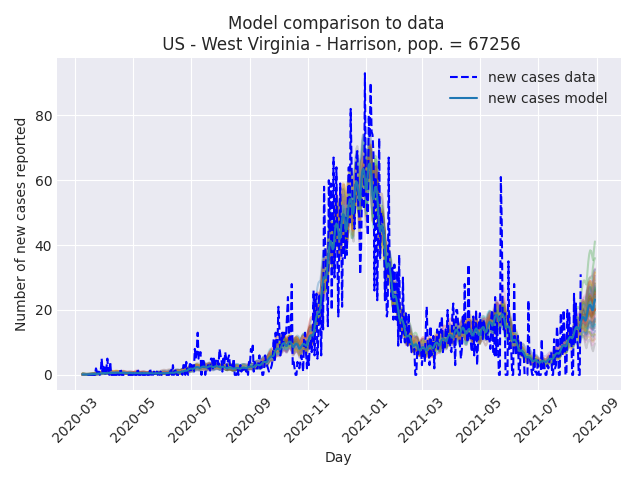 Model comparison to data
US - West Virginia - Harrison, pop. = 67256
new cases data
new cases model
Number of new cases reported
80
60
40
20
0
2020-03
2020-05
2020-07
2020-09
2020-11
2021-01
2021-03
2021-05
2021-07
2021-09
Day